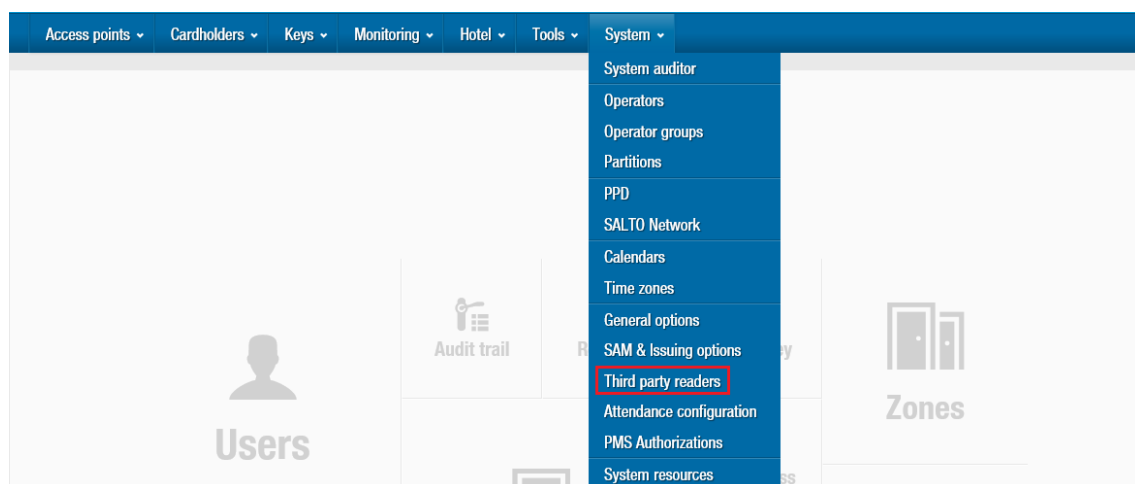 Access points Cardholders Keys Monitoring Hotel Tools System
System auditor
Operators
Operator groups
Partitions
PPD
SALTO Network
Calendars
Time zones
General options
SAM & Issuing options
Third party readers
Attendance configuration
PMS Authorizations
System resources
Audit trail
Users
Zones